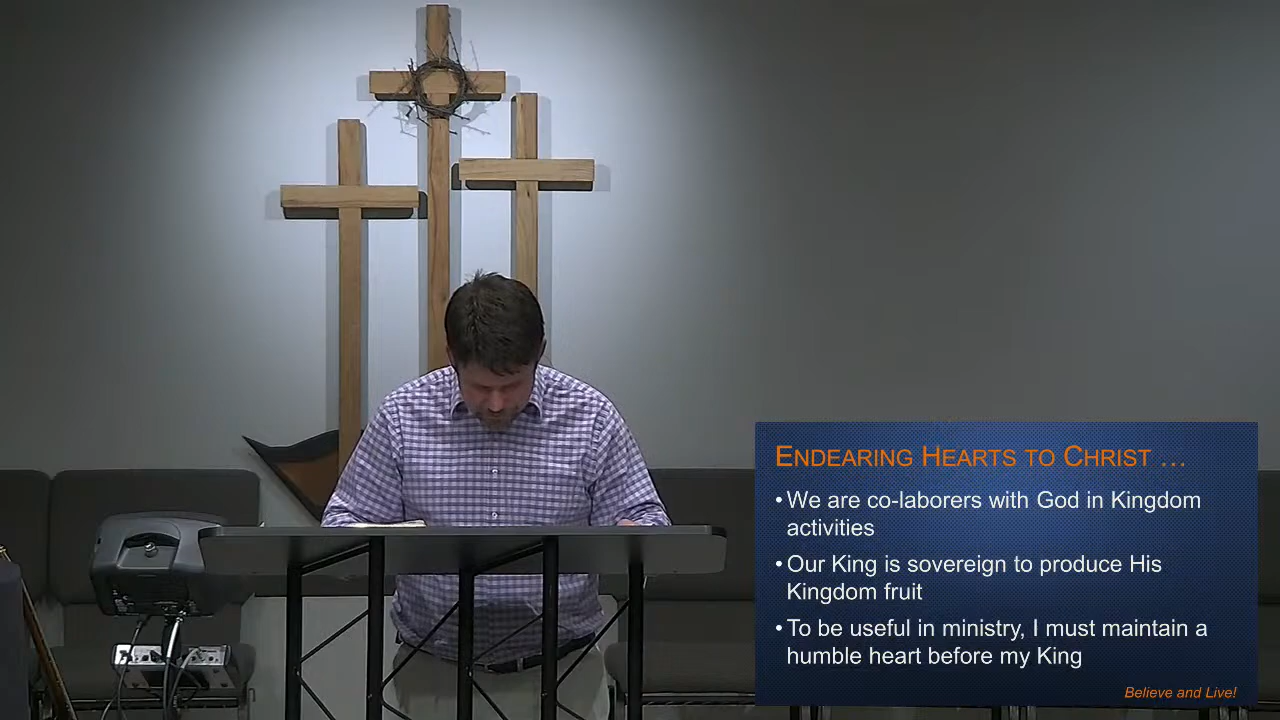 ENDEARING HEARTS TO CHRIST …
• We are co-laborers with God in Kingdom
activities
• Our King is sovereign to produce His
Kingdom fruit
• To be useful in ministry, I must maintain a
humble heart before my King
Believe and Live!